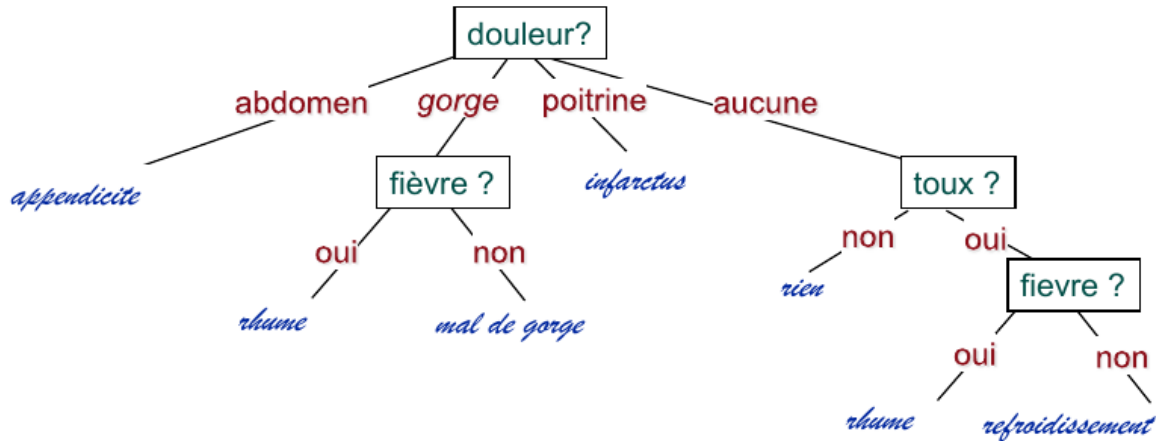 douleur?
abdomen gorge poitrine aucune
appendicite fièvre ? infarctus toux ?
oui non non oui
rhume mal de gorge rien fievre ?
oui non
rhume refroidissement